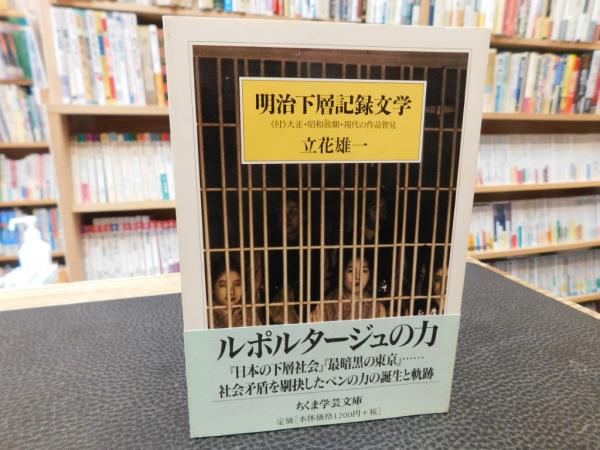 明治下層記録文学
《付》大正・昭和前期・現代の作品管見
立花雄一
ルポルタージュの力
『日本の下層社会』『最暗黒の東京』……
社会矛盾を剔抉したペンの力の誕生と軌跡
ちくま学芸文庫
定価[本体価格1200円+税]